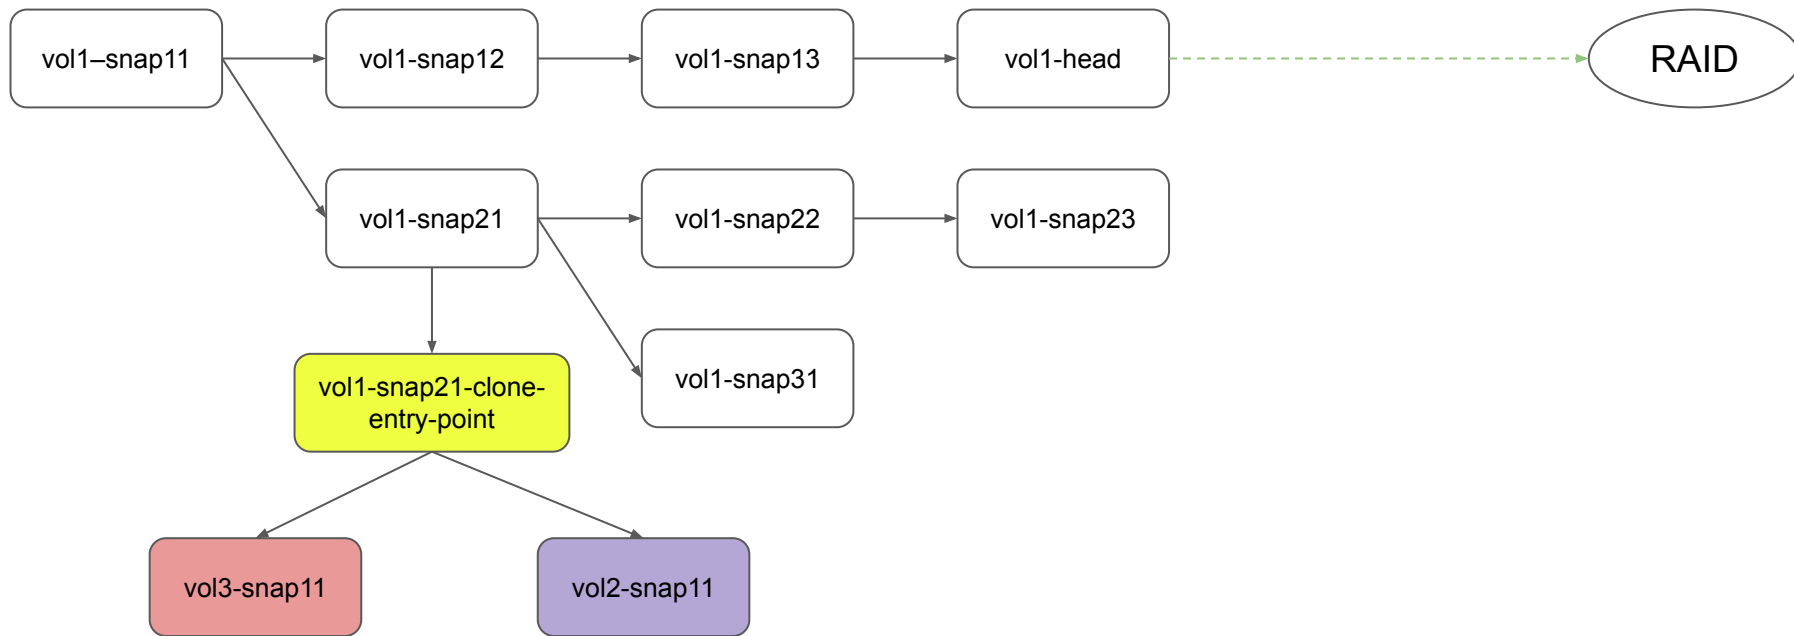 vol1–snap11
vol1-snap12
vol1-snap13
vol1-head
RAID
vol1-snap21
vol1-snap22
vol1-snap23
vol1-snap21-clone-
entry-point
vol1-snap31
vol3-snap11
vol2-snap11